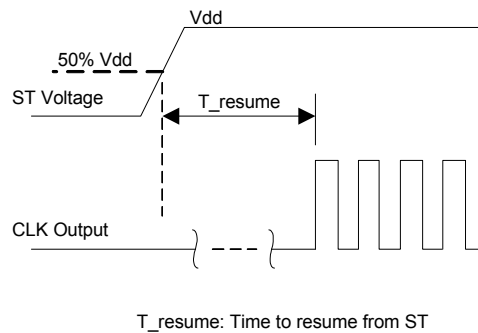 Vdd
50% Vdd
ST Voltage
T_resume
CLK Output
T_resume: Time to resume from ST